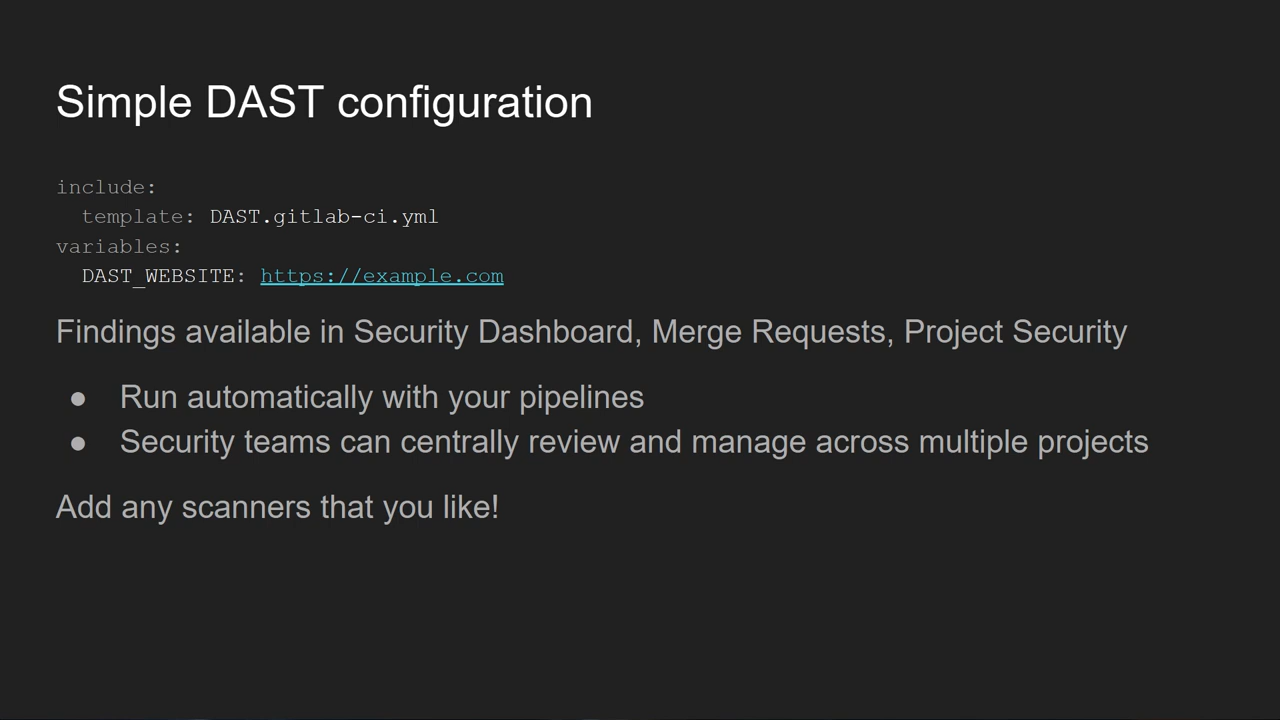 Simple DAST configuration
include:
  template: DAST.gitlab-ci.yml
variables:
  DAST_WEBSITE: https://example.com
Findings available in Security Dashboard, Merge Requests, Project Security
● Run automatically with your pipelines
● Security teams can centrally review and manage across multiple projects
Add any scanners that you like!